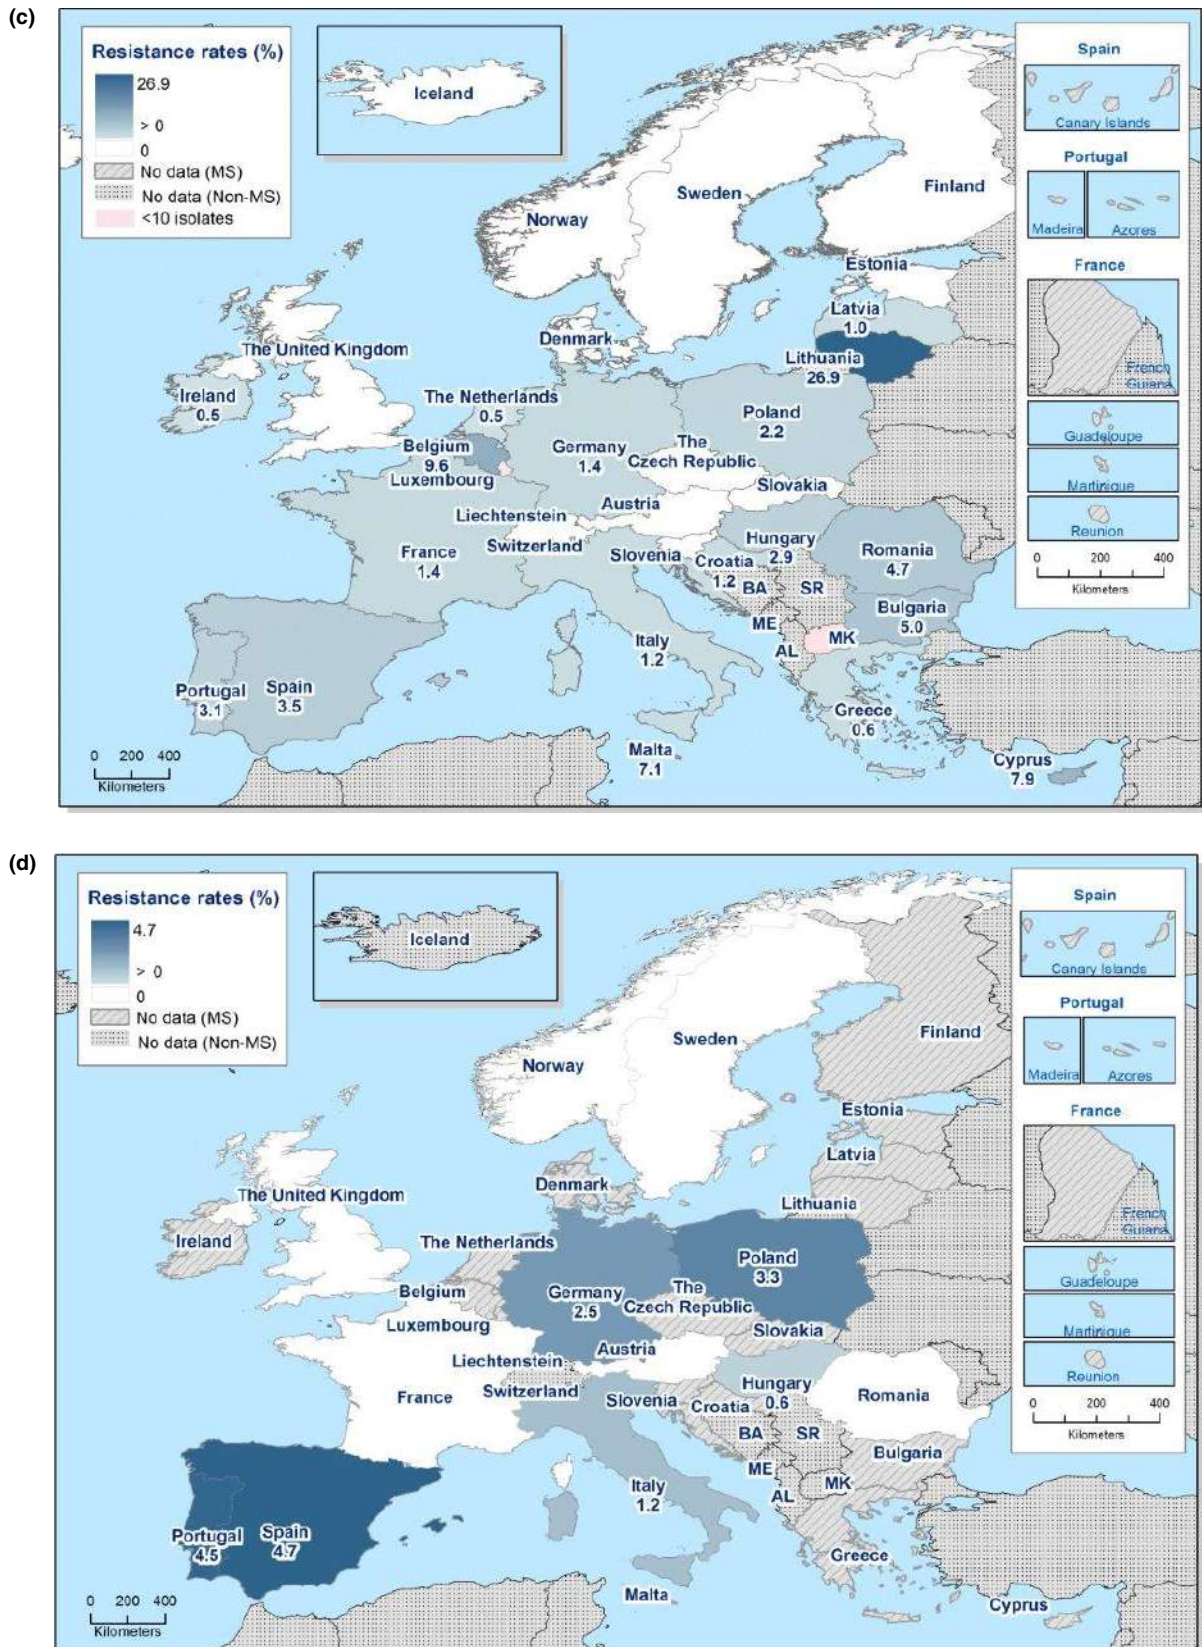 (c)
Resistance rates (%)
26.9
> 0
0
No data (MS)
No data (Non-MS)
<10 isolates
Iceland
Spain
Canary Islands
Portugal
Madeira
Azores
France
French
Guiana
Guadeloupe
Martinique
Reunion
0 200 400
Kilometers
Norway
Sweden
Finland
Estonia
Latvia
1.0
Lithuania
26.9
Denmark
The United Kingdom
Ireland
0.5
The Netherlands
0.5
Belgium
9.6
Luxembourg
Germany
1.4
Poland
2.2
The
Czech Republic
Slovakia
Austria
Liechtenstein
Switzerland
France
1.4
Slovenia
Hungary
2.9
Croatia
1.2
Romania
4.7
BA
SR
Bulgaria
5.0
ME
MK
AL
Italy
1.2
Portugal
3.1
Spain
3.5
Greece
0.6
Malta
7.1
Cyprus
7.9
0 200 400
Kilometers
(d)
Resistance rates (%)
4.7
> 0
0
No data (MS)
No data (Non-MS)
Iceland
Spain
Canary Islands
Portugal
Madeira
Azores
France
French
Guiana
Guadeloupe
Martinique
Reunion
0 200 400
Kilometers
Norway
Sweden
Finland
Estonia
Latvia
Lithuania
Denmark
The United Kingdom
Ireland
The Netherlands
Belgium
Luxembourg
Germany
2.5
Poland
3.3
The
Czech Republic
Slovakia
Austria
Liechtenstein
Switzerland
France
Slovenia
Hungary
0.6
Croatia
Romania
BA
SR
Bulgaria
ME
MK
AL
Italy
1.2
Portugal
4.5
Spain
4.7
Greece
Malta
Cyprus
0 200 400
Kilometers